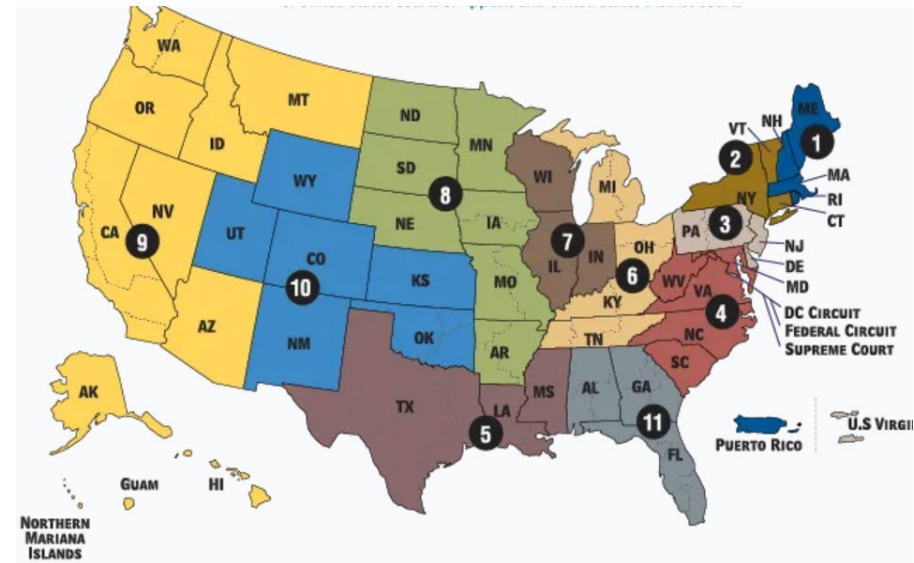 WA
OR
ID
MT
ND
MN
SD
8
NE
IA
WI
MI
VT
NH
ME
1
2
MA
RI
CT
NY
PA
3
NJ
DE
MD
NV
CA
9
UT
WY
CO
10
KS
MO
7
IL
IN
OH
6
WV
VA
4
KY
DC CIRCUIT
FEDERAL CIRCUIT
SUPREME COURT
AZ
NM
OK
AR
TN
NC
SC
AK
TX
LA
5
MS
AL
GA
11
FL
PUERTO RICO
U.S VIRGI
GUAM
HI
NORTHERN
MARIANA
ISLANDS